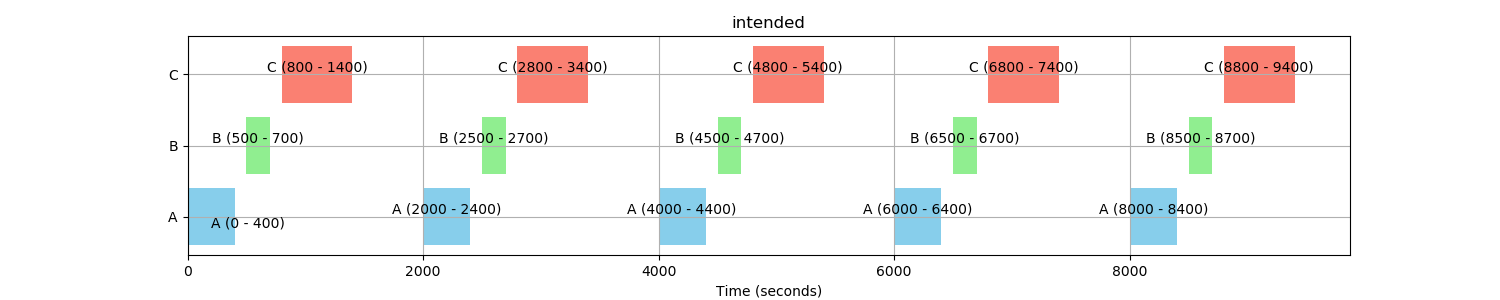 intended
C
C (800 - 1400)
C (2800 - 3400)
C (4800 - 5400)
C (6800 - 7400)
C (8800 - 9400)
B
B (500 - 700)
B (2500 - 2700)
B (4500 - 4700)
B (6500 - 6700)
B (8500 - 8700)
A
A (0 - 400)
A (2000 - 2400)
A (4000 - 4400)
A (6000 - 6400)
A (8000 - 8400)
0
2000
4000
6000
8000
Time (seconds)